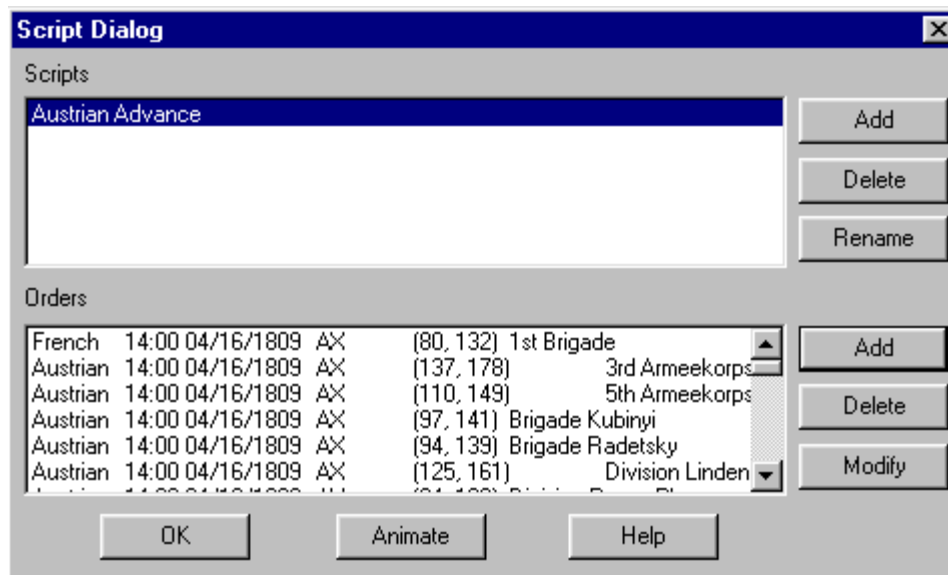 Script Dialog
Scripts
Austrian Advance
Add
Delete
Rename
Orders
French 14:00 04/16/1809 AX (80, 132) 1st Brigade
Austrian 14:00 04/16/1809 AX (137, 178) 3rd Armeekorps
Austrian 14:00 04/16/1809 AX (110, 149) 5th Armeekorps
Austrian 14:00 04/16/1809 AX (97, 141) Brigade Kubinyi
Austrian 14:00 04/16/1809 AX (94, 139) Brigade Radetsky
Austrian 14:00 04/16/1809 AX (125, 161) Division Linden
Add
Delete
Modify
OK Animate Help